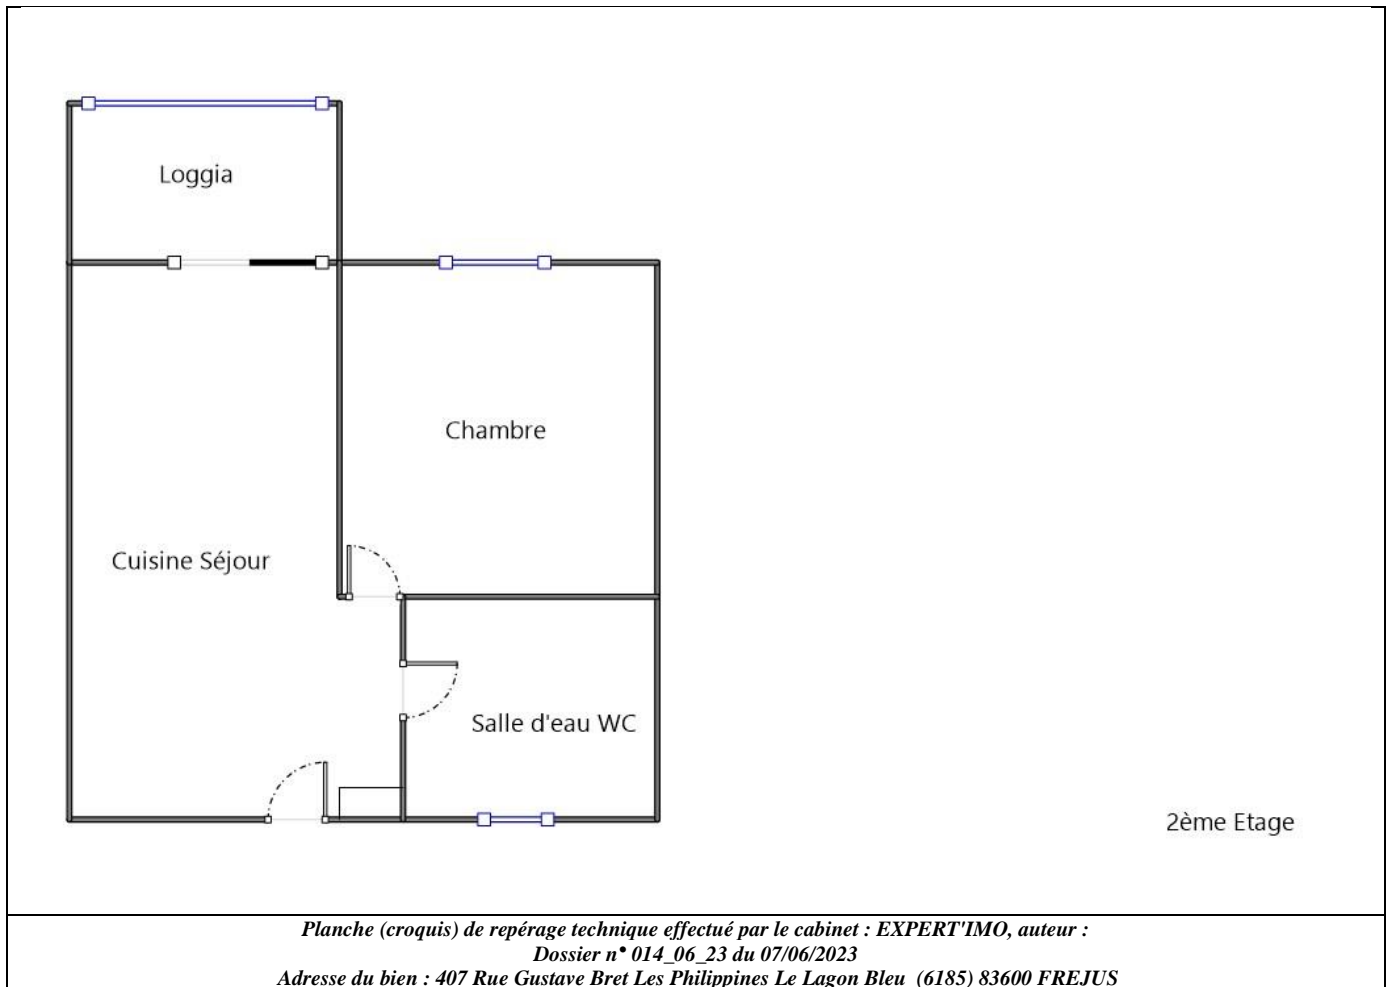 Loggia
Chambre
Cuisine Séjour
Salle d'eau WC
2ème Etage
Planche (croquis) de repérage technique effectué par le cabinet : EXPERT'IMO, auteur :
Dossier n° 014_06_23 du 07/06/2023
Adresse du bien : 407 Rue Gustave Bret Les Philippines Le Lagon Bleu (6185) 83600 FREJUS